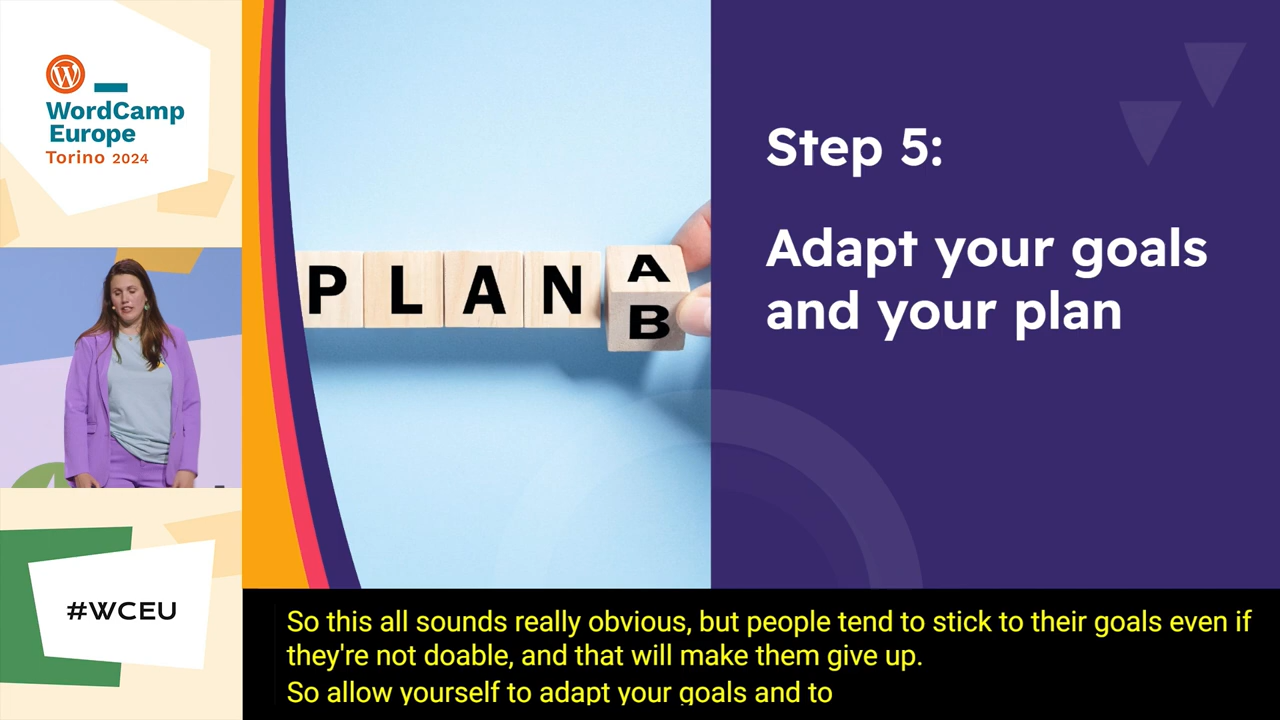 WordCamp
Europe
Torino 2024
#WCEU
PLAN A
B
Step 5:
Adapt your goals
and your plan
So this all sounds really obvious, but people tend to stick to their goals even if
they're not doable, and that will make them give up.
So allow yourself to adapt your goals and to